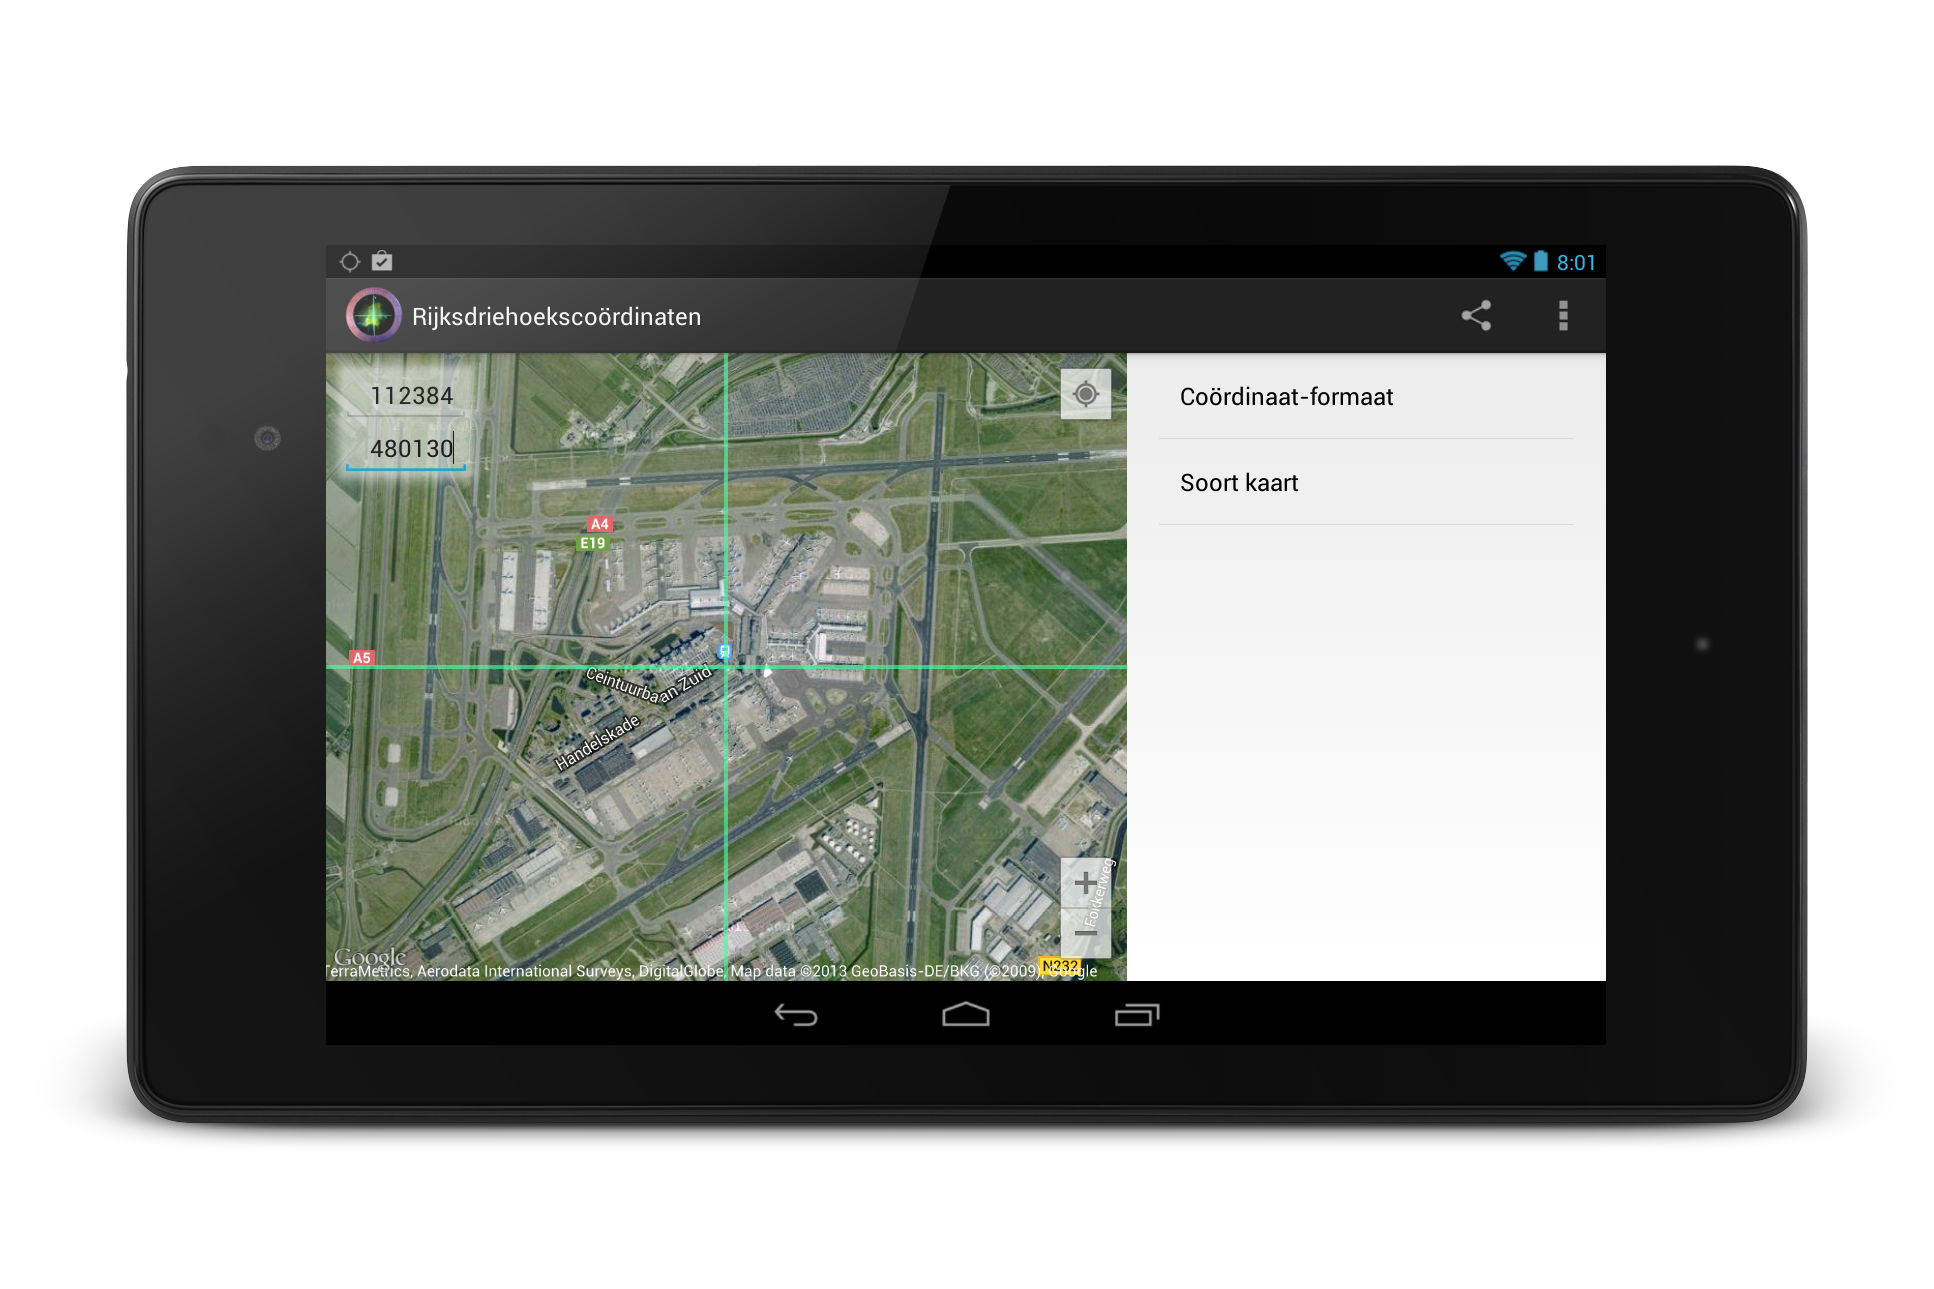 8:01
Rijksdriehoekscoördinaten
112384
480130
Coördinaat-formaat
Soort kaart
A4
E19
A5
Ceintuurbaan Zuid
Handelskade
Fokkerweg
N232
Google
TerraMetrics, Aerodata International Surveys, DigitalGlobe, Map data ©2013 GeoBasis-DE/BKG (©2009), Google